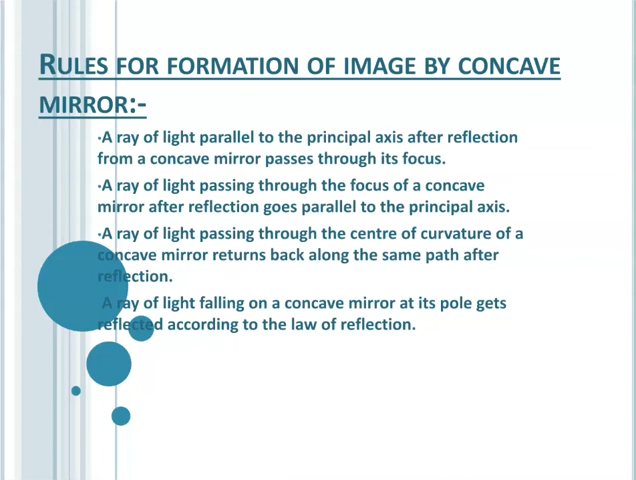 RULES FOR FORMATION OF IMAGE BY CONCAVE
MIRROR:-
•A ray of light parallel to the principal axis after reflection
from a concave mirror passes through its focus.
•A ray of light passing through the focus of a concave
mirror after reflection goes parallel to the principal axis.
•A ray of light passing through the centre of curvature of a
concave mirror returns back along the same path after
reflection.
A ray of light falling on a concave mirror at its pole gets
reflected according to the law of reflection.